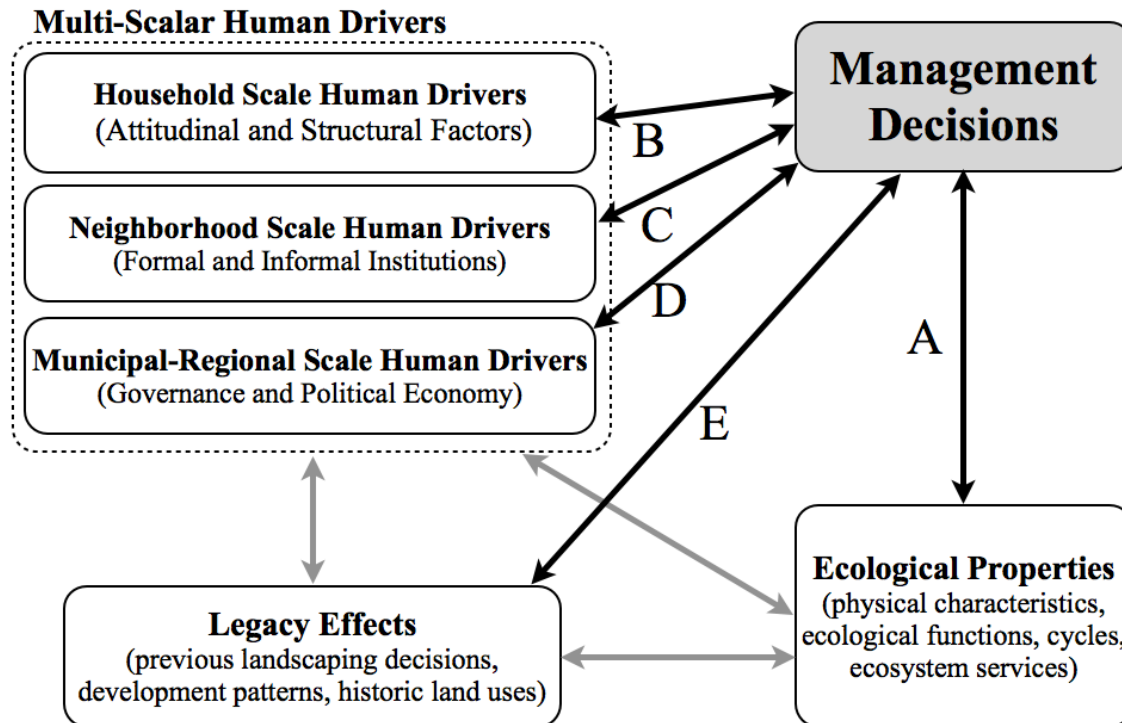 Multi-Scalar Human Drivers
Household Scale Human Drivers
(Attitudinal and Structural Factors)
Neighborhood Scale Human Drivers
(Formal and Informal Institutions)
Municipal-Regional Scale Human Drivers
(Governance and Political Economy)
Management
Decisions
B
C
D
A
E
Legacy Effects
(previous landscaping decisions,
development patterns, historic land uses)
Ecological Properties
(physical characteristics,
ecological functions, cycles,
ecosystem services)